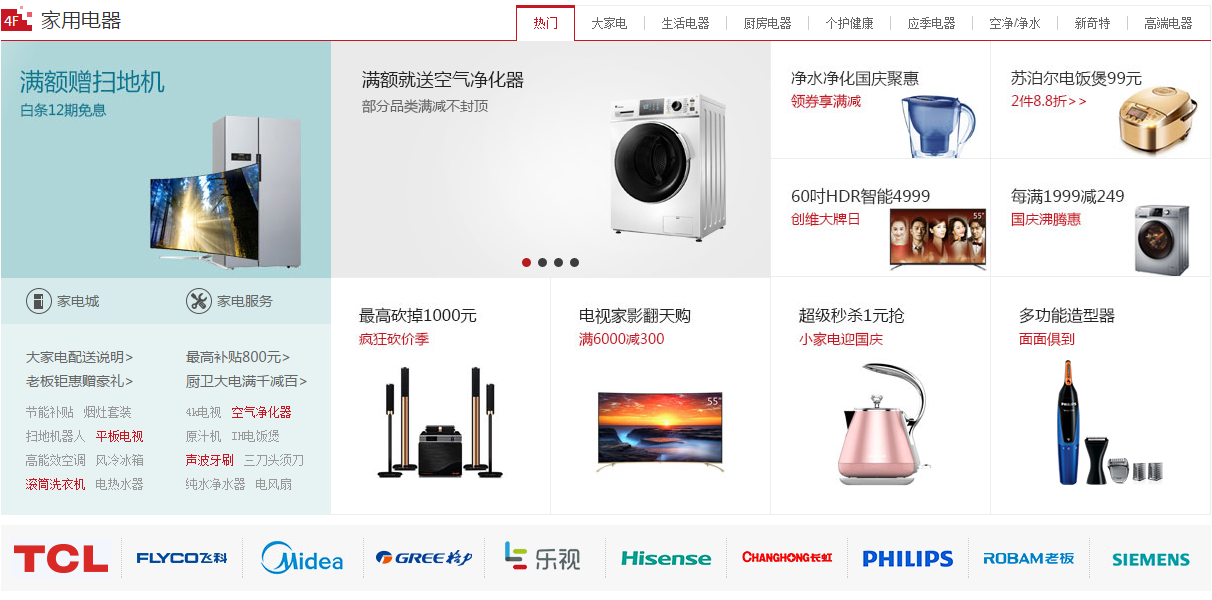 4F 家用电器
热门 大家电 生活电器 厨房电器 个护健康 应季电器 空净/净水 新奇特 高端电器
满额赠扫地机
白条12期免息
满额就送空气净化器
部分品类满减不封顶
净水净化国庆聚惠
领券享满减
苏泊尔电饭煲99元
2件8.8折>>
60吋HDR智能4999
创维大牌日
55"
每满1999减249
国庆沸腾惠
家电城 家电服务
大家电配送说明> 最高补贴800元>
老板钜惠赠豪礼> 厨卫大电满千减百>
节能补贴 烟灶套装 4k电视 空气净化器
扫地机器人 平板电视 原汁机 IH电饭煲
高能效空调 风冷冰箱 声波牙刷 三刀头须刀
滚筒洗衣机 电热水器 纯水净水器 电风扇
最高砍掉1000元
疯狂砍价季
电视家影翻天购
满6000减300
55"
超级秒杀1元抢
小家电迎国庆
多功能造型器
面面俱到
PHILIPS
TCL FLYCO飞科 Midea GREE格力 乐视 Hisense CHANGHONG长虹 PHILIPS ROBAM老板 SIEMENS